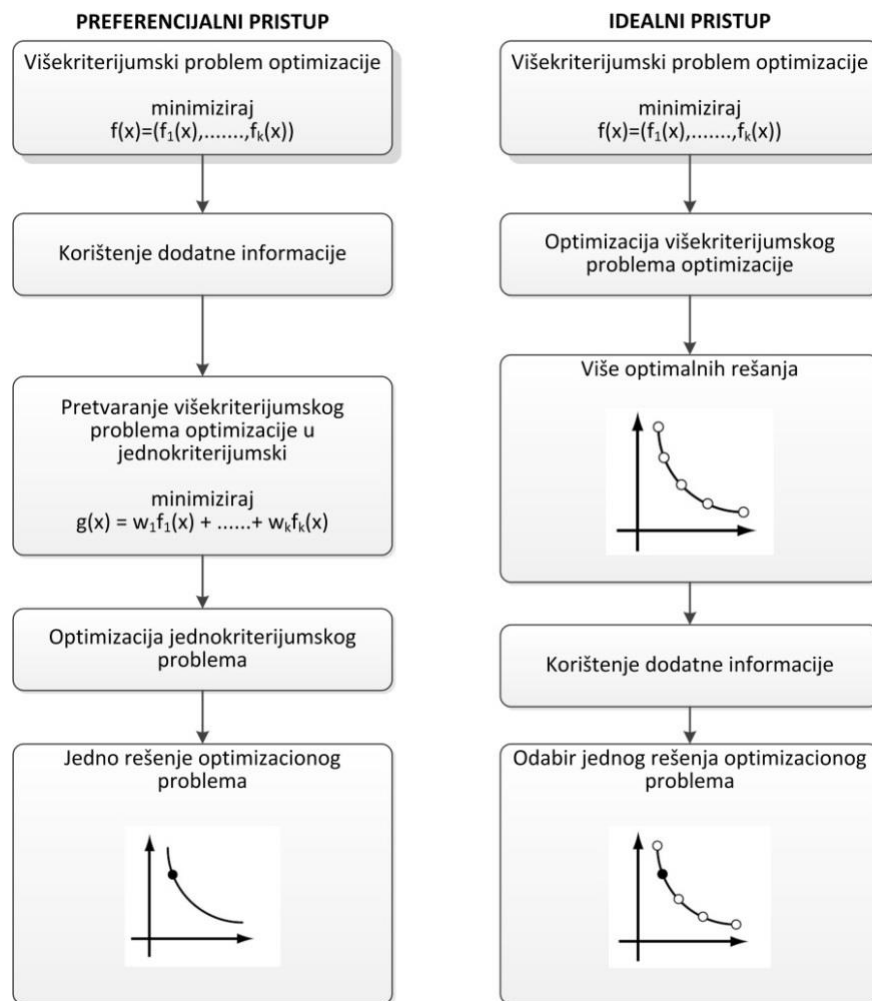 PREFERENCIJALNI PRISTUP
Višekriterijumski problem optimizacije
minimiziraj
f(x)=(f₁(x),.......,fₖ(x))
Korištenje dodatne informacije
Pretvaranje višekriterijumskog
problema optimizacije u
jednokriterijumski
minimiziraj
g(x) = w₁f₁(x) + ......+ wₖfₖ(x)
Optimizacija jednokriterijumskog
problema
Jedno rešenje optimizacionog
problema
IDEALNI PRISTUP
Višekriterijumski problem optimizacije
minimiziraj
f(x)=(f₁(x),.......,fₖ(x))
Optimizacija višekriterijumskog
problema optimizacije
Više optimalnih rešanja
Korištenje dodatne informacije
Odabir jednog rešenja optimizacionog
problema